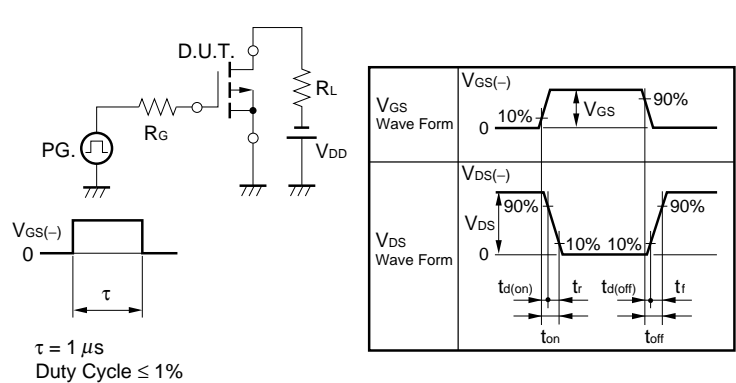 D.U.T.
RL
RG
PG.
VDD
VGS(−)
0
τ
τ = 1 μs
Duty Cycle ≤ 1%
VGS
Wave Form
VGS(−)
10%
VGS
90%
0
VDS
Wave Form
VDS(−)
90%
VDS
90%
10% 10%
0
td(on) tr td(off) tf
ton toff